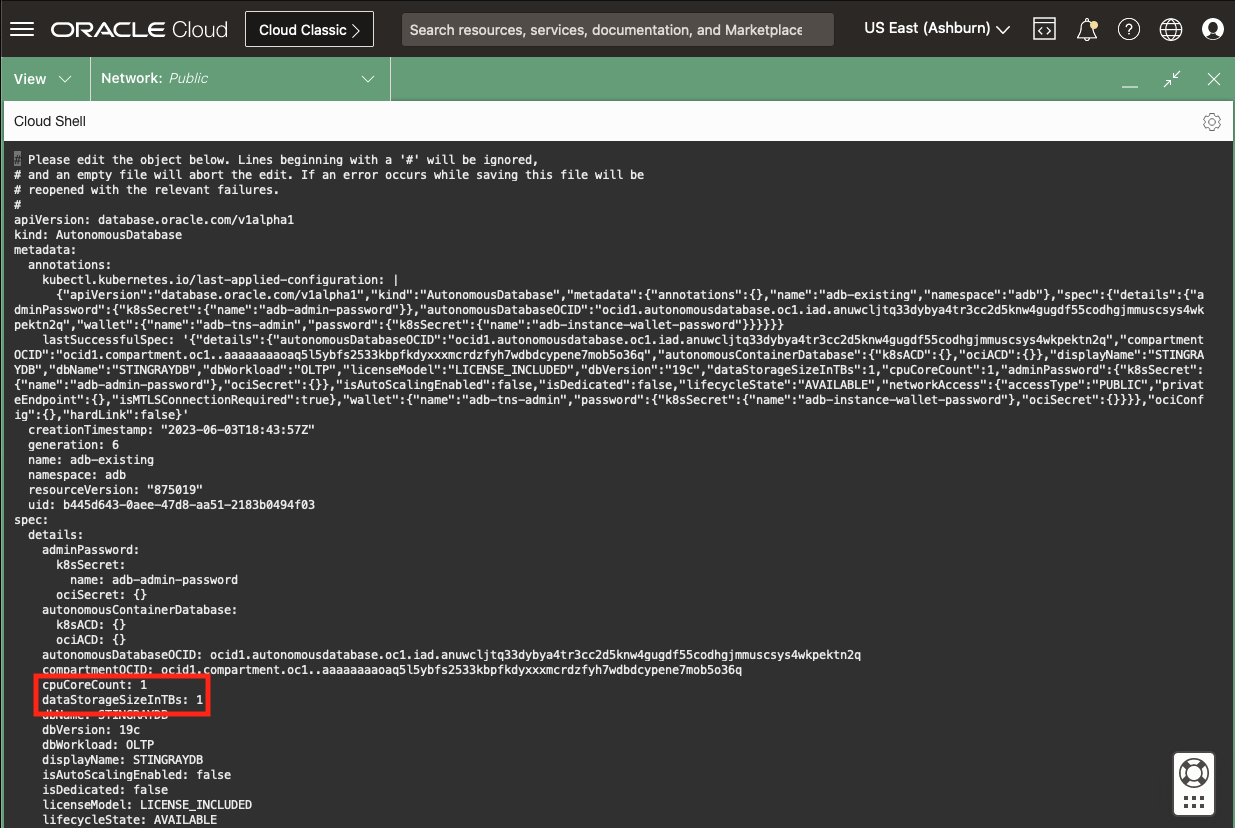 ORACLE Cloud
Cloud Classic
Search resources, services, documentation, and Marketplace
US East (Ashburn)
View
Network: Public
Cloud Shell
# Please edit the object below. Lines beginning with a '#' will be ignored,
# and an empty file will abort the edit. If an error occurs while saving this file will be
# reopened with the relevant failures.
#
apiVersion: database.oracle.com/v1alpha1
kind: AutonomousDatabase
metadata:
  annotations:
    kubectl.kubernetes.io/last-applied-configuration: |
      {"apiVersion":"database.oracle.com/v1alpha1","kind":"AutonomousDatabase","metadata":{"annotations":{},"name":"adb-existing","namespace":"adb"},"spec":{"details":{"a
dminPassword":{"k8sSecret":{"name":"adb-admin-password"}},"autonomousDatabaseOCID":"ocid1.autonomousdatabase.oc1.iad.anuwcljtq33dybya4tr3cc2d5knw4gugdf55codhgjmmuscsys4wk
pektn2q","wallet":{"name":"adb-tns-admin","password":{"k8sSecret":{"name":"adb-instance-wallet-password"}}}}}}
    lastSuccessfulSpec: '{"details":{"autonomousDatabaseOCID":"ocid1.autonomousdatabase.oc1.iad.anuwcljtq33dybya4tr3cc2d5knw4gugdf55codhgjmmuscsys4wkpektn2q","compartment
OCID":"ocid1.compartment.oc1..aaaaaaaaoaq5l5ybfs2533kbpfkdyxxxmcrdzfyh7wdbdcypene7mob5o36q","autonomousContainerDatabase":{"k8sACD":{},"ociACD":{}},"displayName":"STINGRA
YDB","dbName":"STINGRAYDB","dbWorkload":"OLTP","licenseModel":"LICENSE_INCLUDED","dbVersion":"19c","dataStorageSizeInTBs":1,"cpuCoreCount":1,"adminPassword":{"k8sSecret":
{"name":"adb-admin-password"},"ociSecret":{}},"isAutoScalingEnabled":false,"isDedicated":false,"lifecycleState":"AVAILABLE","networkAccess":{"accessType":"PUBLIC","privat
eEndpoint":{},"isMTLSConnectionRequired":true},"wallet":{"name":"adb-tns-admin","password":{"k8sSecret":{"name":"adb-instance-wallet-password"},"ociSecret":{}}}},"ociConf
ig":{},"hardLink":false}'
  creationTimestamp: "2023-06-03T18:43:57Z"
  generation: 6
  name: adb-existing
  namespace: adb
  resourceVersion: "875019"
  uid: b445d643-0aee-47d8-aa51-2183b0494f03
spec:
  details:
    adminPassword:
      k8sSecret:
        name: adb-admin-password
      ociSecret: {}
    autonomousContainerDatabase:
      k8sACD: {}
      ociACD: {}
    autonomousDatabaseOCID: ocid1.autonomousdatabase.oc1.iad.anuwcljtq33dybya4tr3cc2d5knw4gugdf55codhgjmmuscsys4wkpektn2q
    compartmentOCID: ocid1.compartment.oc1..aaaaaaaaoaq5l5ybfs2533kbpfkdyxxxmcrdzfyh7wdbdcypene7mob5o36q
    cpuCoreCount: 1
    dataStorageSizeInTBs: 1
    dbName: STINGRAYDB
    dbVersion: 19c
    dbWorkload: OLTP
    displayName: STINGRAYDB
    isAutoScalingEnabled: false
    isDedicated: false
    licenseModel: LICENSE_INCLUDED
    lifecycleState: AVAILABLE